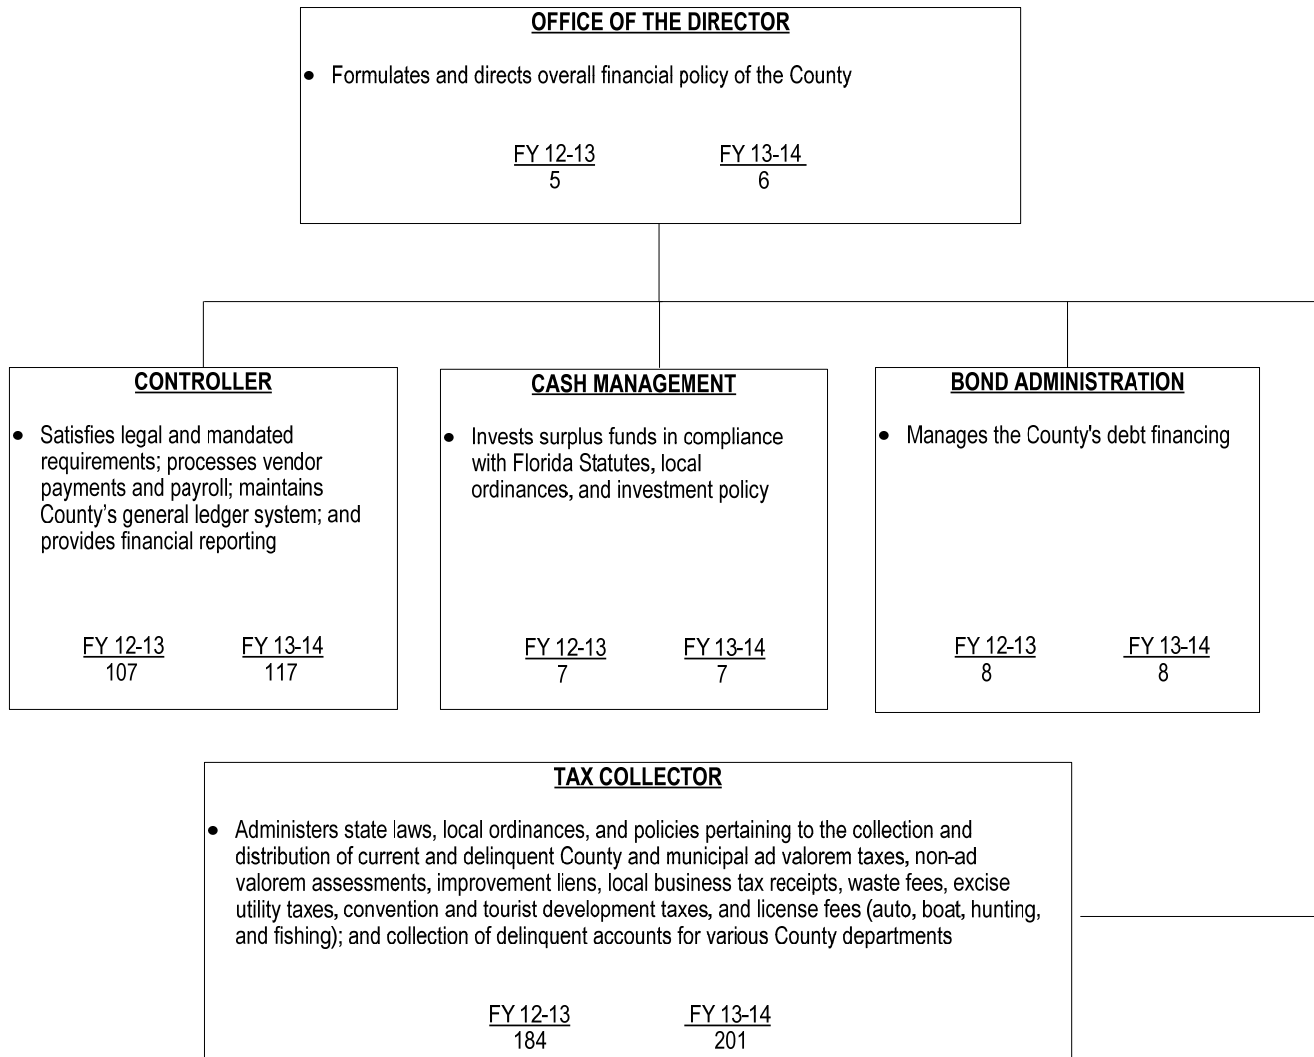 OFFICE OF THE DIRECTOR
• Formulates and directs overall financial policy of the County
FY 12-13 FY 13-14
5 6
CONTROLLER
• Satisfies legal and mandated
requirements; processes vendor
payments and payroll; maintains
County’s general ledger system; and
provides financial reporting
FY 12-13 FY 13-14
107 117
CASH MANAGEMENT
• Invests surplus funds in compliance
with Florida Statutes, local
ordinances, and investment policy
FY 12-13 FY 13-14
7 7
BOND ADMINISTRATION
• Manages the County's debt financing
FY 12-13 FY 13-14
8 8
TAX COLLECTOR
• Administers state laws, local ordinances, and policies pertaining to the collection and
distribution of current and delinquent County and municipal ad valorem taxes, non-ad
valorem assessments, improvement liens, local business tax receipts, waste fees, excise
utility taxes, convention and tourist development taxes, and license fees (auto, boat, hunting,
and fishing); and collection of delinquent accounts for various County departments
FY 12-13 FY 13-14
184 201